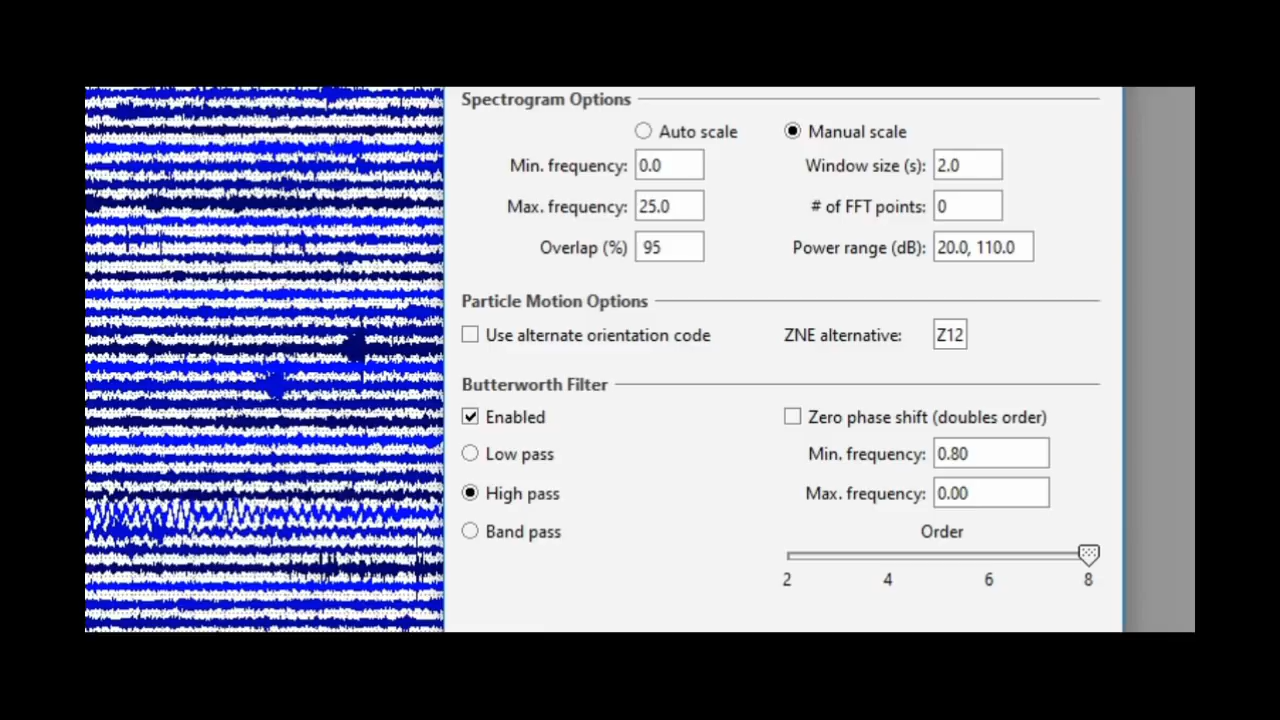 Spectrogram Options
Auto scale Manual scale
Min. frequency: 0.0 Window size (s): 2.0
Max. frequency: 25.0 # of FFT points: 0
Overlap (%) 95 Power range (dB): 20.0, 110.0
Particle Motion Options
Use alternate orientation code ZNE alternative: Z12
Butterworth Filter
Enabled Zero phase shift (doubles order)
Low pass Min. frequency: 0.80
High pass Max. frequency: 0.00
Band pass Order
2 4 6 8